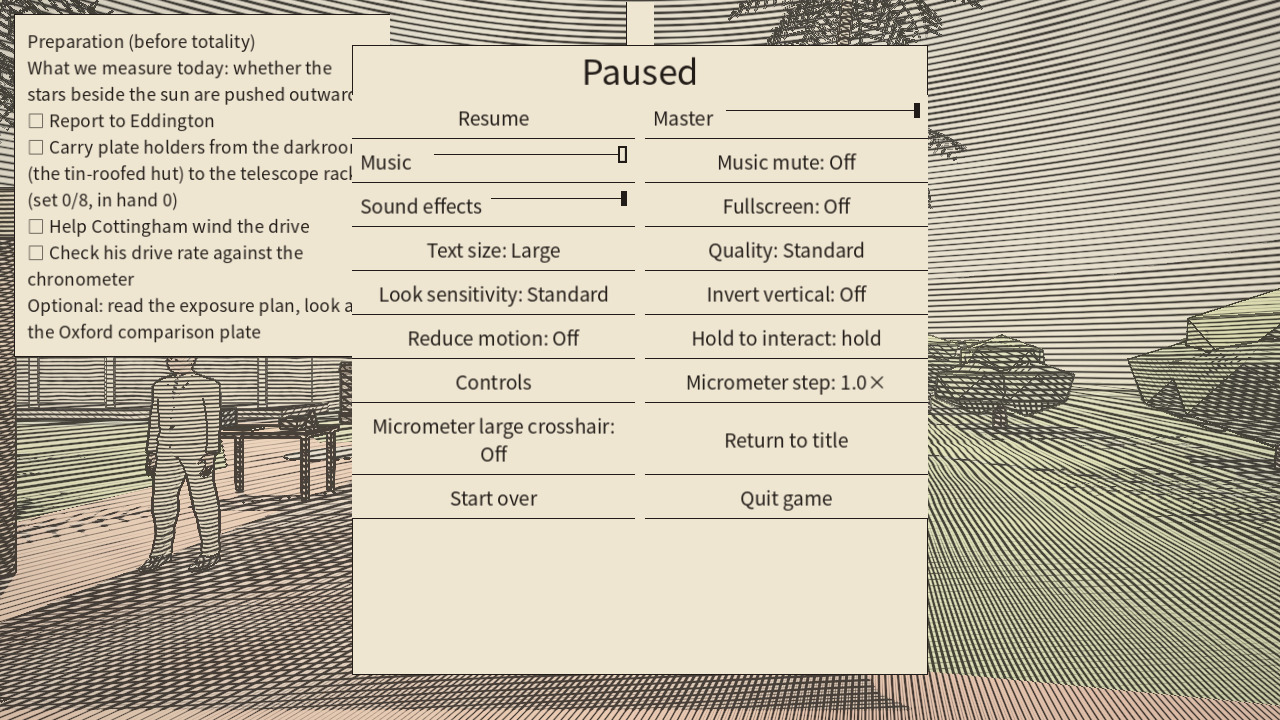 Preparation (before totality)
What we measure today: whether the
stars beside the sun are pushed outward
☐ Report to Eddington
☐ Carry plate holders from the darkroom
(the tin-roofed hut) to the telescope rack
(set 0/8, in hand 0)
☐ Help Cottingham wind the drive
☐ Check his drive rate against the
chronometer
Optional: read the exposure plan, look a
the Oxford comparison plate
Paused
Resume
Master
Music
Music mute: Off
Sound effects
Fullscreen: Off
Text size: Large
Quality: Standard
Look sensitivity: Standard
Invert vertical: Off
Reduce motion: Off
Hold to interact: hold
Controls
Micrometer step: 1.0×
Micrometer large crosshair:
Off
Return to title
Start over
Quit game